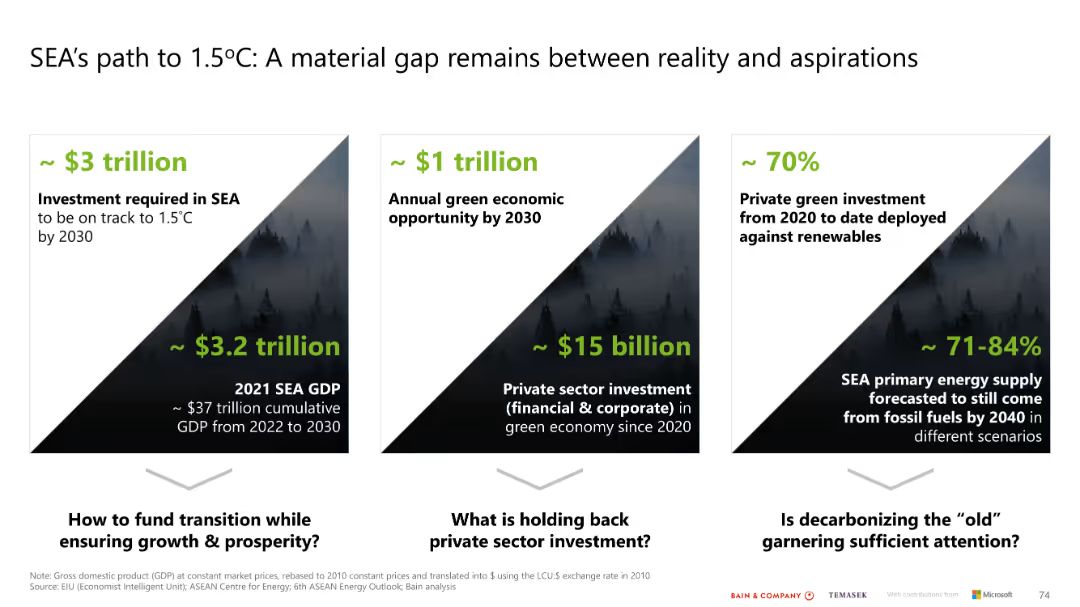 SEA's path to 1.5ºC: A material gap remains between reality and aspirations
~ $3 trillion
Investment required in SEA
to be on track to 1.5°C
by 2030
~ $3.2 trillion
2021 SEA GDP
~ $37 trillion cumulative
GDP from 2022 to 2030
How to fund transition while
ensuring growth & prosperity?
~ $1 trillion
Annual green economic
opportunity by 2030
~ $15 billion
Private sector investment
(financial & corporate) in
green economy since 2020
What is holding back
private sector investment?
~ 70%
Private green investment
from 2020 to date deployed
against renewables
~ 71-84%
SEA primary energy supply
forecasted to still come
from fossil fuels by 2040 in
different scenarios
Is decarbonizing the “old”
garnering sufficient attention?
Note: Gross domestic product (GDP) at constant market prices, rebased to 2010 constant prices and translated into $ using the LCU:$ exchange rate in 2010
Source: EIU (Economist Intelligent Unit); ASEAN Centre for Energy; 6th ASEAN Energy Outlook; Bain analysis
BAIN & COMPANY
TEMASEK
With contributions from
Microsoft
74